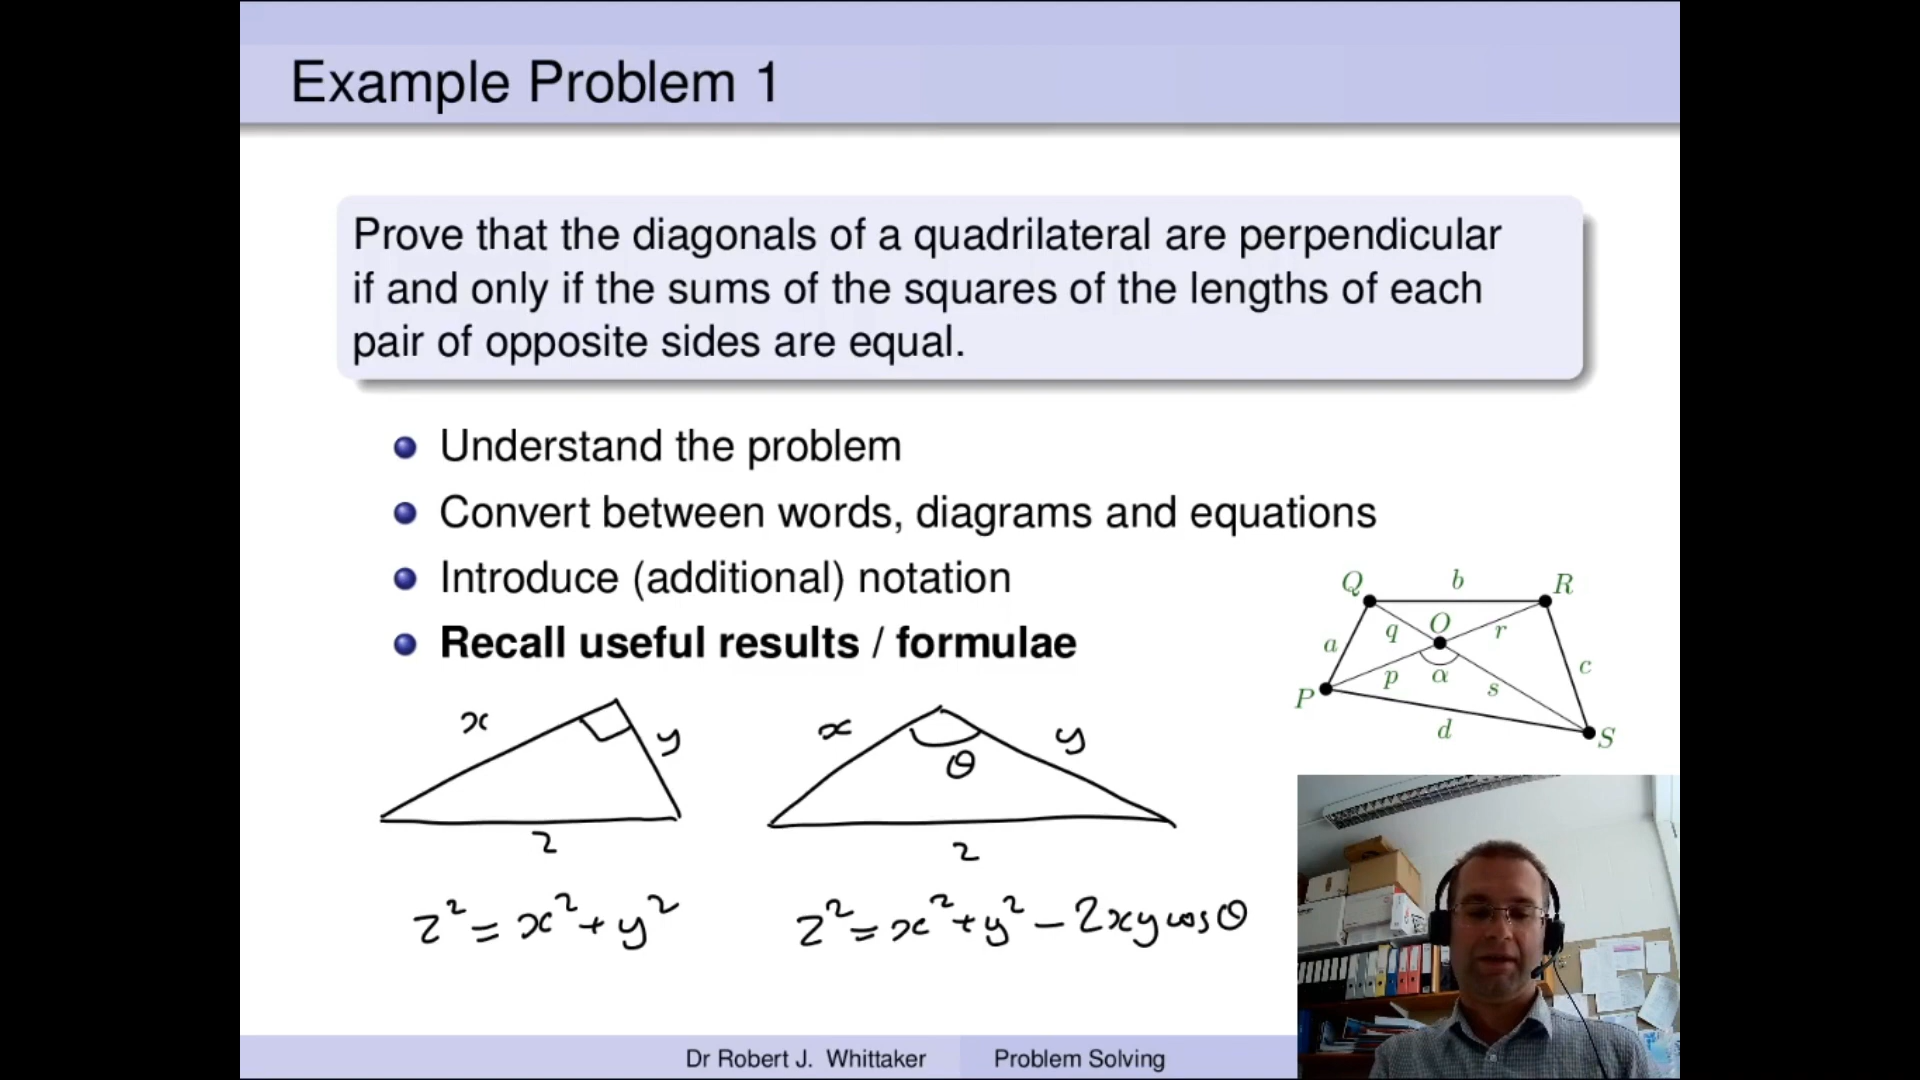 Example Problem 1
Prove that the diagonals of a quadrilateral are perpendicular
if and only if the sums of the squares of the lengths of each
pair of opposite sides are equal.
Understand the problem
Convert between words, diagrams and equations
Introduce (additional) notation
Recall useful results / formulae
Q b R
a q O r c
P p α s
d S
x y
z
z² = x² + y²
x y
θ
z
z² = x² + y² − 2xy cos θ
Dr Robert J. Whittaker Problem Solving